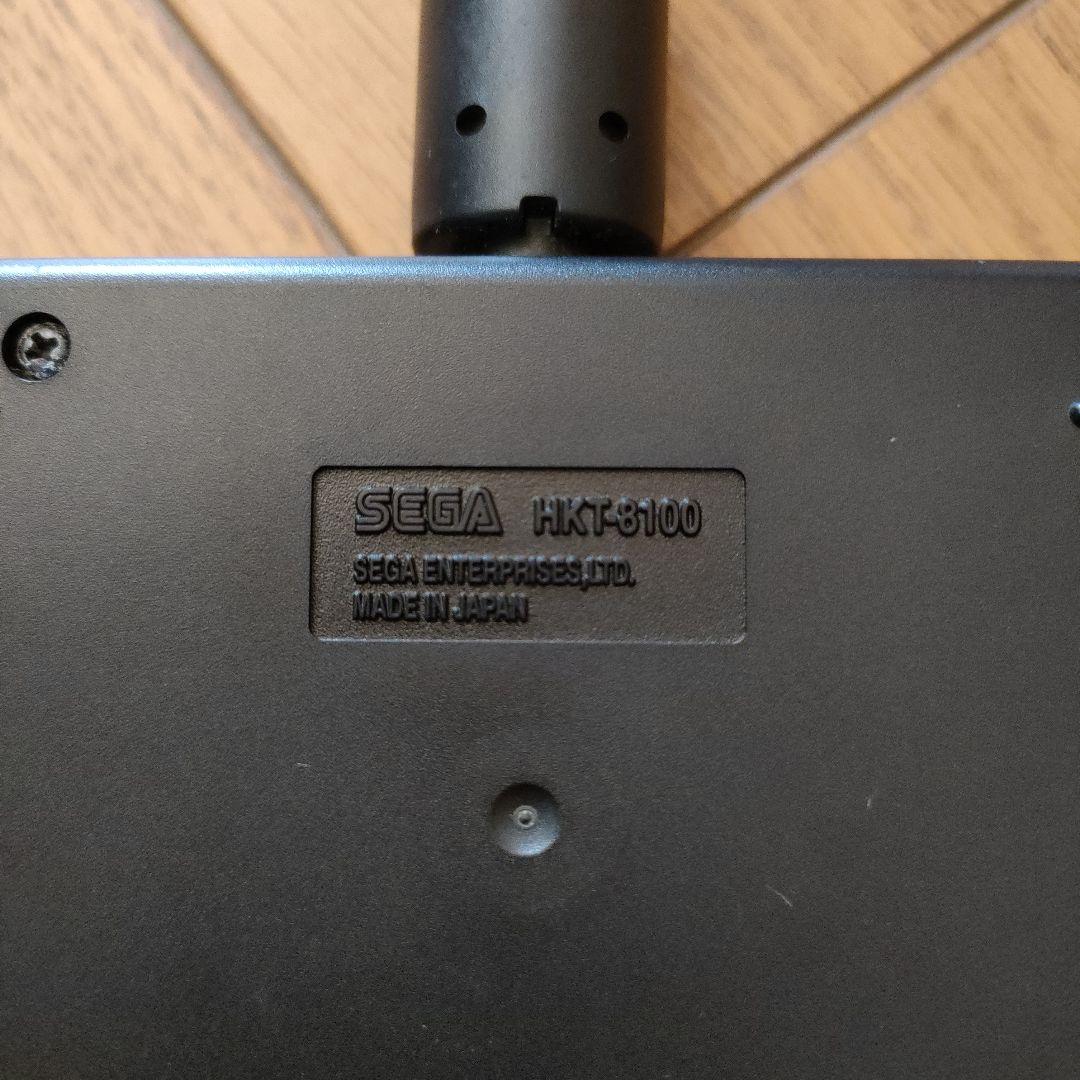 SEGA HKT-8100
SEGA ENTERPRISES,LTD.
MADE IN JAPAN